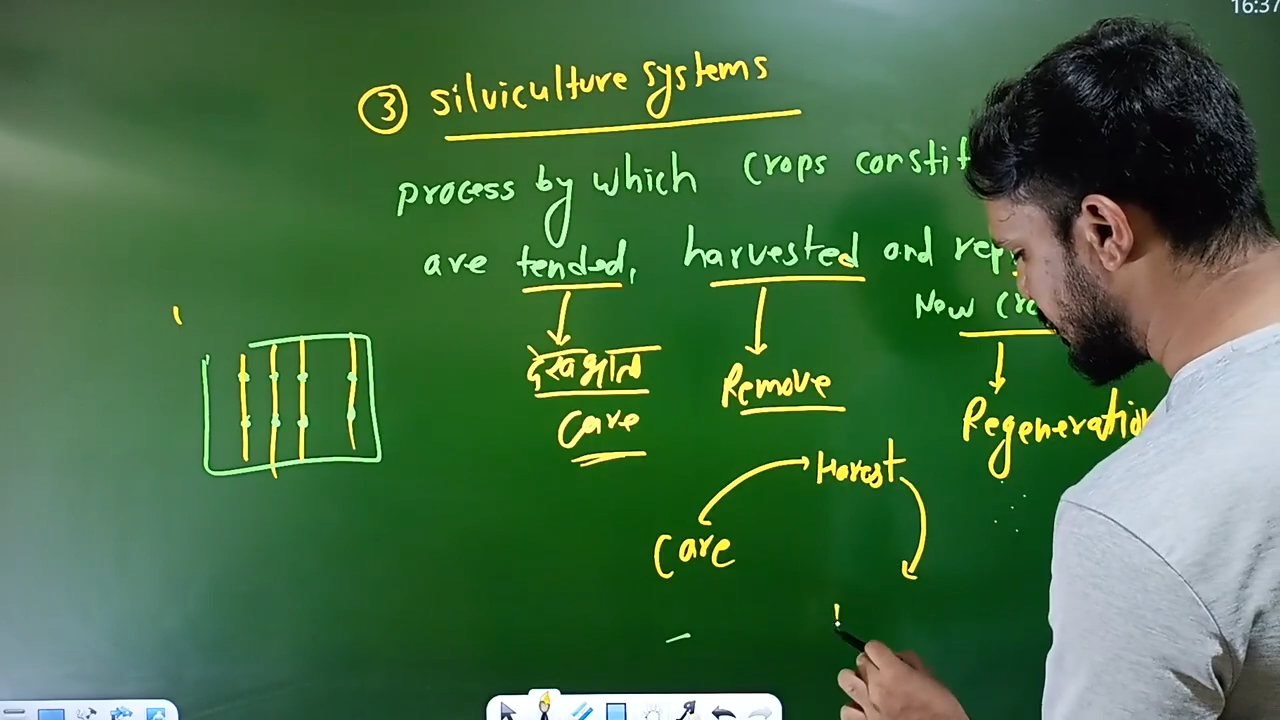 16:37
③ silviculture systems
process by which crops constit
are tended, harvested and rep
New cro
देखभाल
care
Remove
Regeneration
Harvest
care